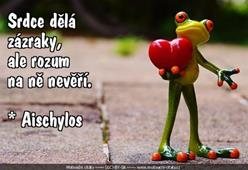 Srdce dělá
zázraky,
ale rozum
na ně nevěří.
* Aischylos